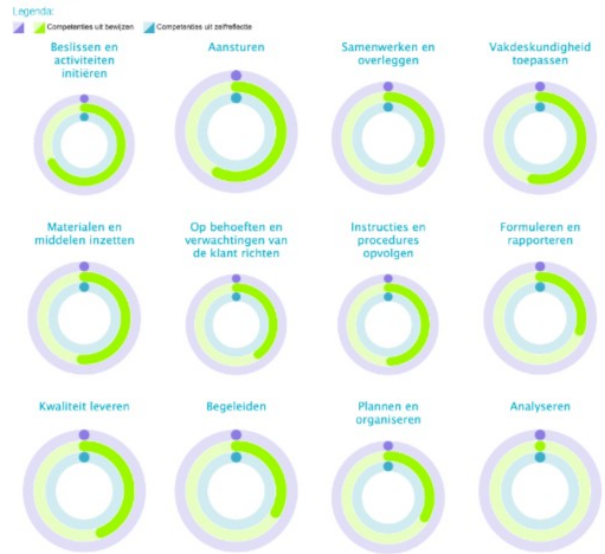 Legenda:
Competenties uit bewijzen Competenties uit zelfreflectie
Beslissen en
activiteiten
initiëren
Aansturen
Samenwerken en
overleggen
Vakdeskundigheid
toepassen
Materialen en
middelen inzetten
Op behoeften en
verwachtingen van
de klant richten
Instructies en
procedures
opvolgen
Formuleren en
rapporteren
Kwaliteit leveren
Begeleiden
Plannen en
organiseren
Analyseren